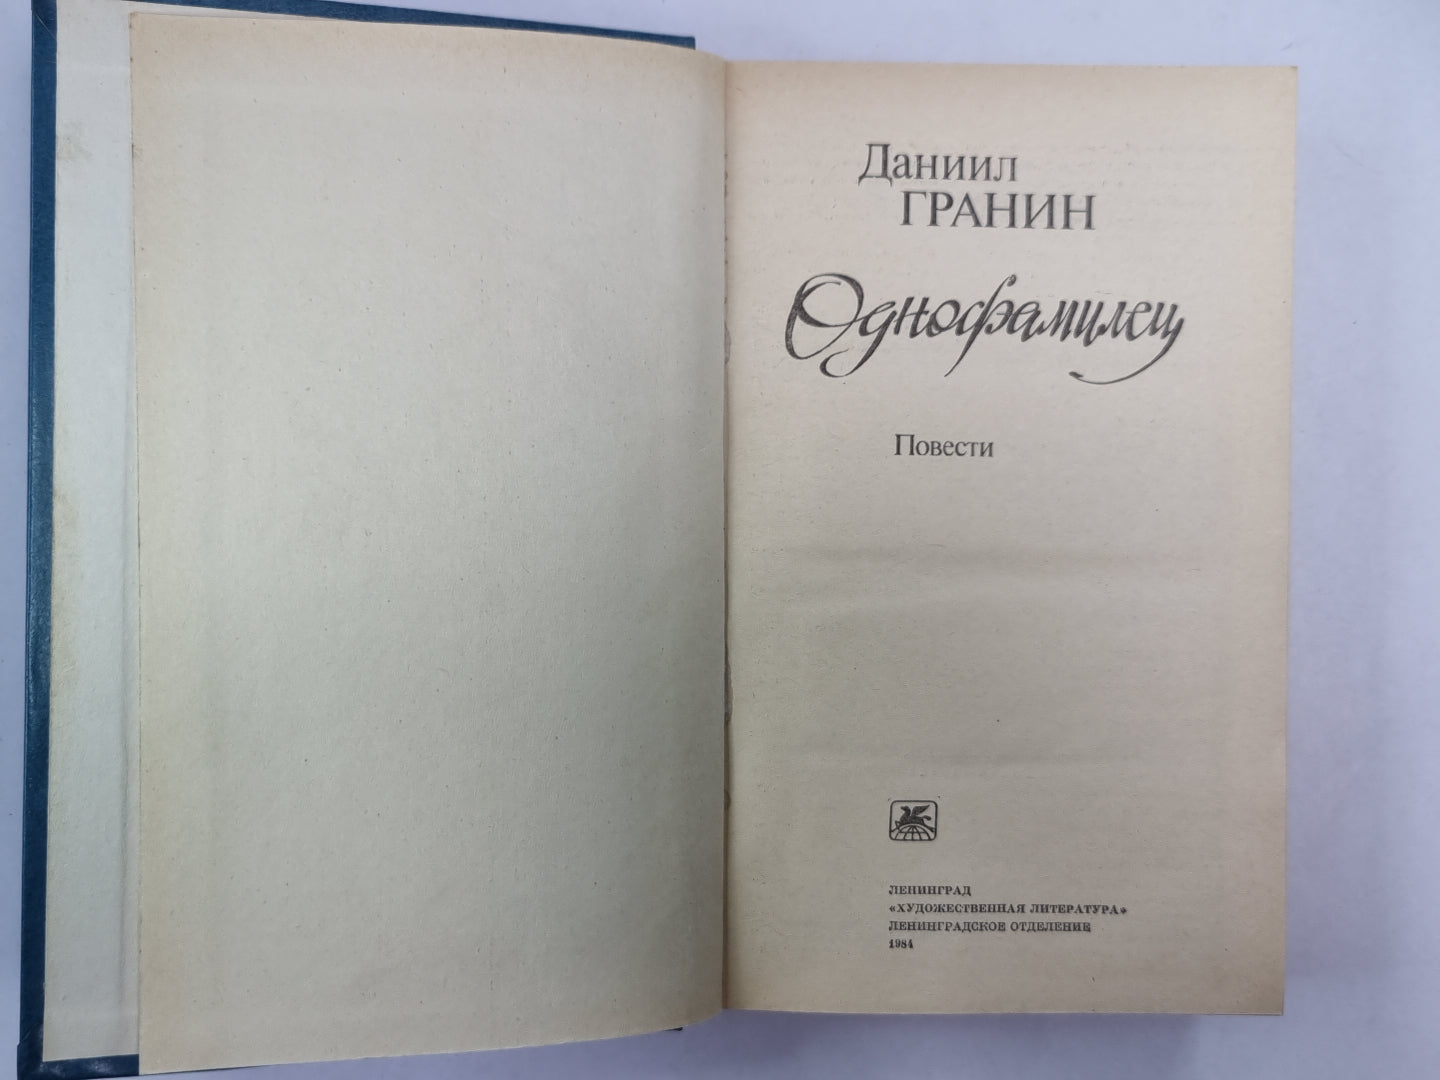 Даниил
ГРАНИН
Однофамилец
Повести
ЛЕНИНГРАД
«ХУДОЖЕСТВЕННАЯ ЛИТЕРАТУРА»
ЛЕНИНГРАДСКОЕ ОТДЕЛЕНИЕ
1984